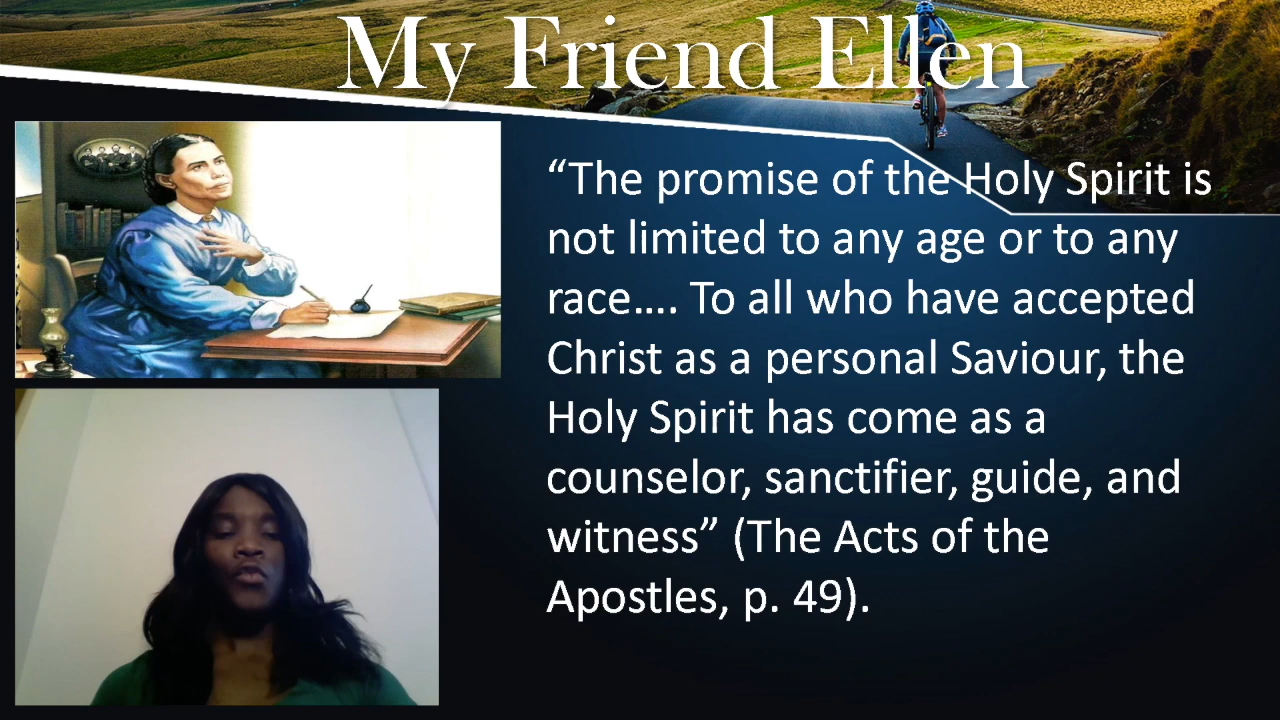 My Friend Ellen
“The promise of the Holy Spirit is
not limited to any age or to any
race.... To all who have accepted
Christ as a personal Saviour, the
Holy Spirit has come as a
counselor, sanctifier, guide, and
witness” (The Acts of the
Apostles, p. 49).